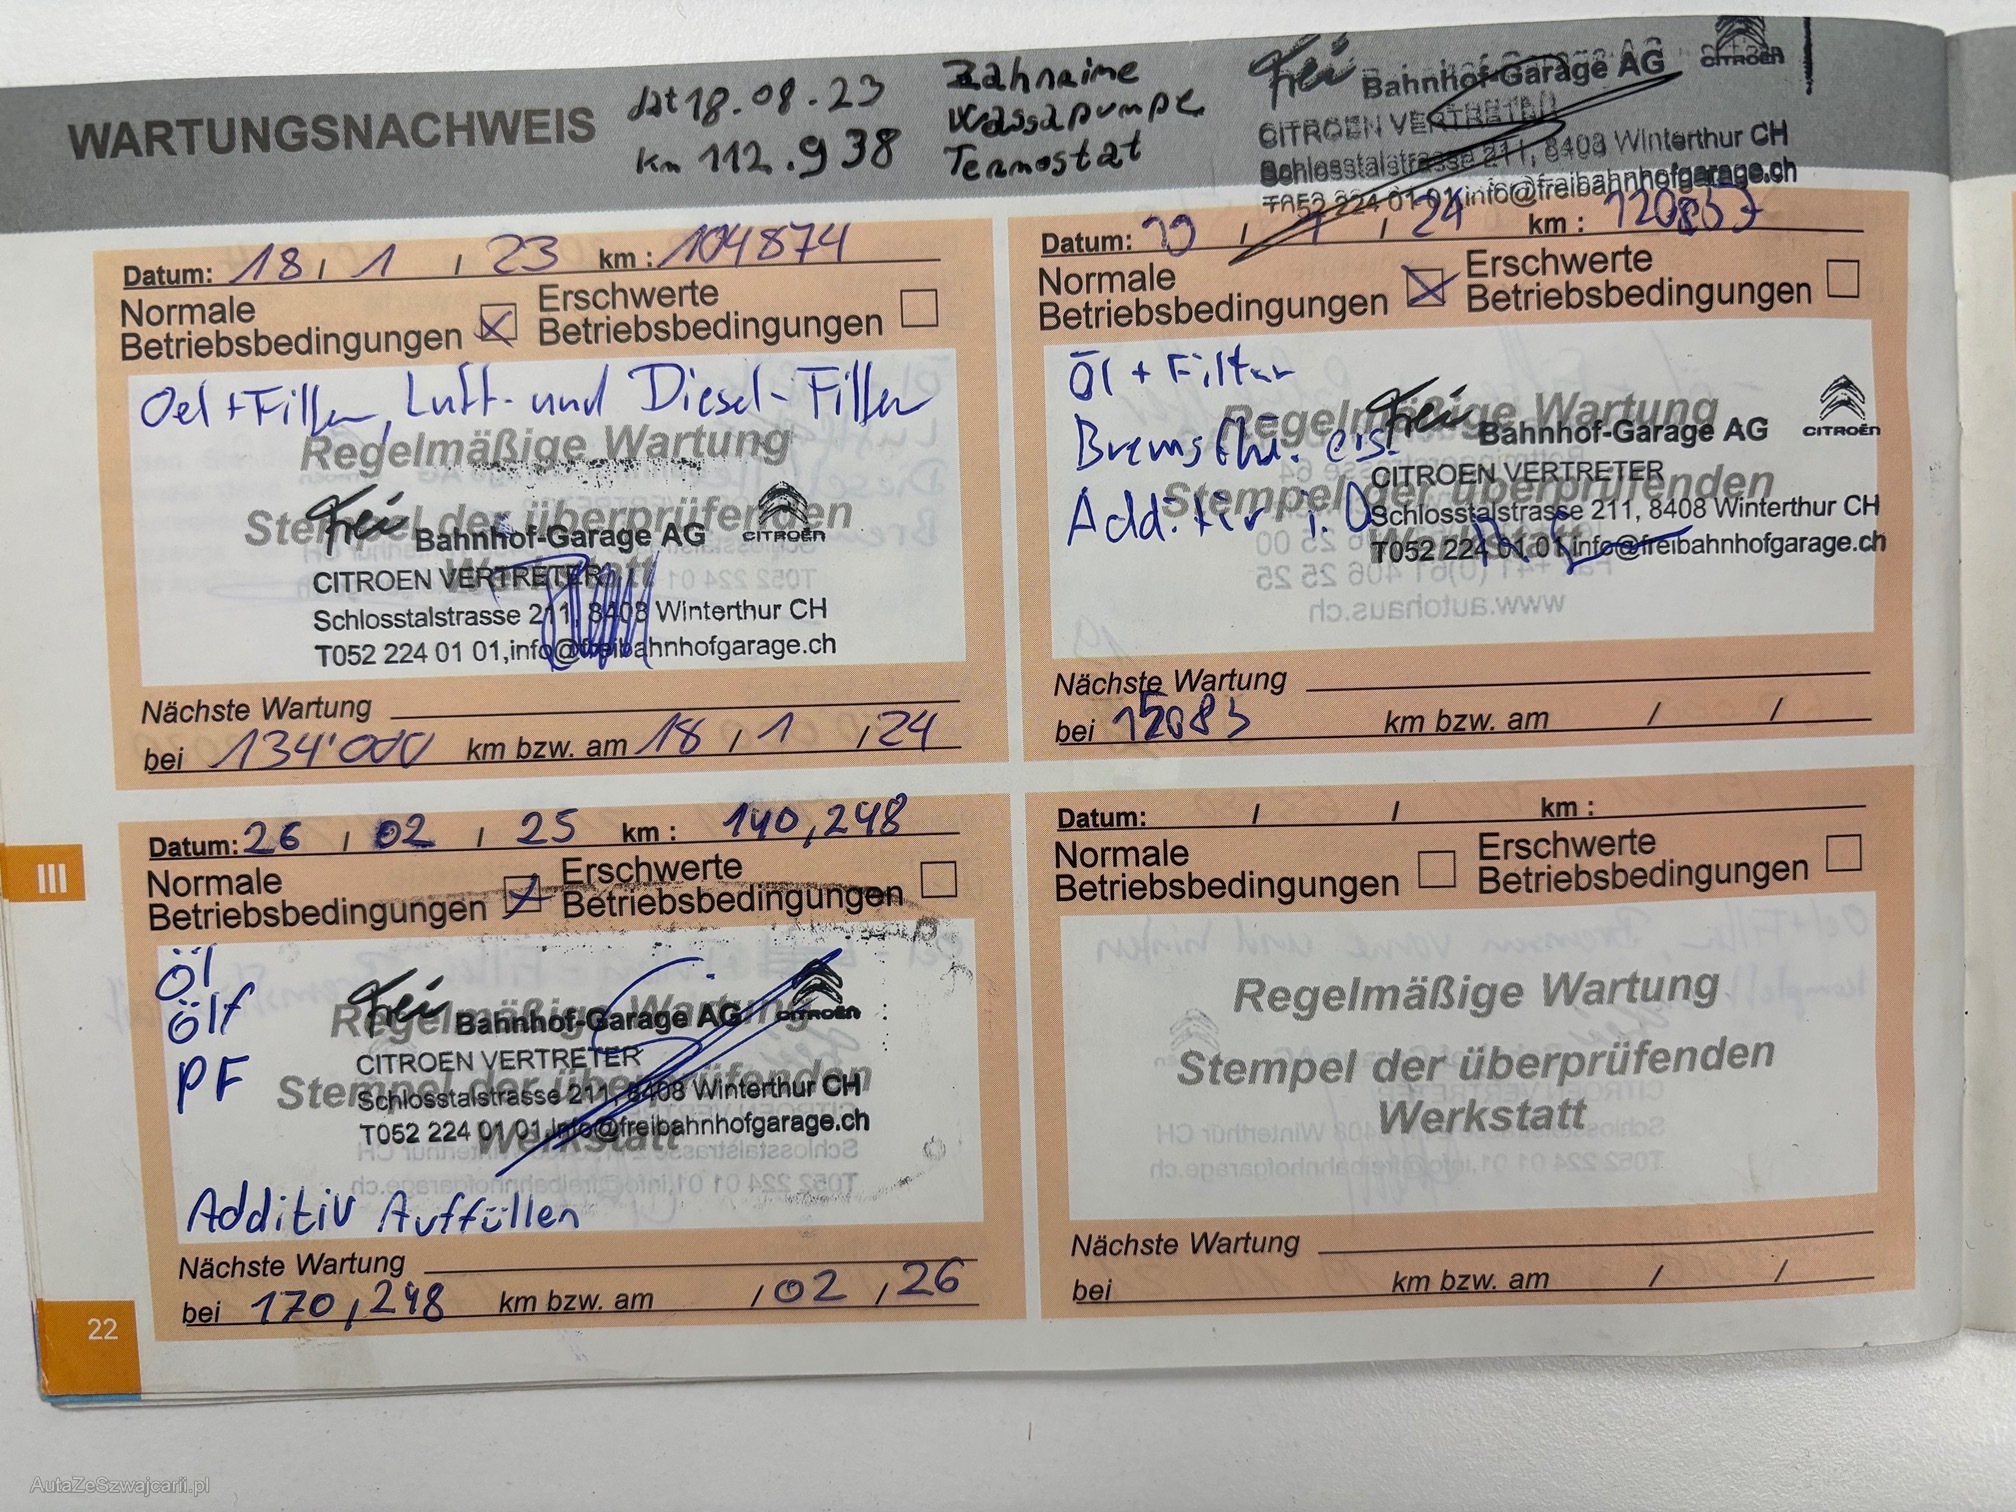 WARTUNGSNACHWEIS
dat 18.08.23
km 112.938
Zahnrime
Wassapumpe
Termostat
Frei Bahnhof-Garage AG CITROËN
CITROEN VERTRETER
Schlosstalstrasse 211, 8408 Winterthur CH
T052 224 01 01,info@freibahnhofgarage.ch
Datum: 18 / 1 / 23 km : 104874
Normale Betriebsbedingungen
Erschwerte Betriebsbedingungen
Oel + Filter, Luft- und Diesel-Filter
Regelmäßige Wartung
Stempel der überprüfenden
Werkstatt
Frei Bahnhof-Garage AG CITROËN
CITROEN VERTRETER
Schlosstalstrasse 211, 8408 Winterthur CH
T052 224 01 01,info@freibahnhofgarage.ch
Nächste Wartung
bei 134'000 km bzw. am 18 / 1 / 24
Datum: / / 24 km :
Normale Betriebsbedingungen
Erschwerte Betriebsbedingungen
Öl + Filter
Bremsflü.
Additiv i.O
Regelmäßige Wartung
Stempel der überprüfenden
Werkstatt
Frei Bahnhof-Garage AG CITROËN
CITROEN VERTRETER
Schlosstalstrasse 211, 8408 Winterthur CH
T052 224 01 01,info@freibahnhofgarage.ch
Nächste Wartung
bei km bzw. am / /
Datum: 26 / 02 / 25 km : 140,248
Normale Betriebsbedingungen
Erschwerte Betriebsbedingungen
Öl
Ölf
PF
Regelmäßige Wartung
Stempel der überprüfenden
Werkstatt
Frei Bahnhof-Garage AG CITROËN
CITROEN VERTRETER
Schlosstalstrasse 211, 8408 Winterthur CH
T052 224 01 01,info@freibahnhofgarage.ch
Additiv Auffüllen
Nächste Wartung
bei 170,248 km bzw. am / 02 / 26
Datum: / / km :
Normale Betriebsbedingungen
Erschwerte Betriebsbedingungen
Regelmäßige Wartung
Stempel der überprüfenden
Werkstatt
Nächste Wartung
bei km bzw. am / /
III
22
AutaZeSzwajcarii.pl